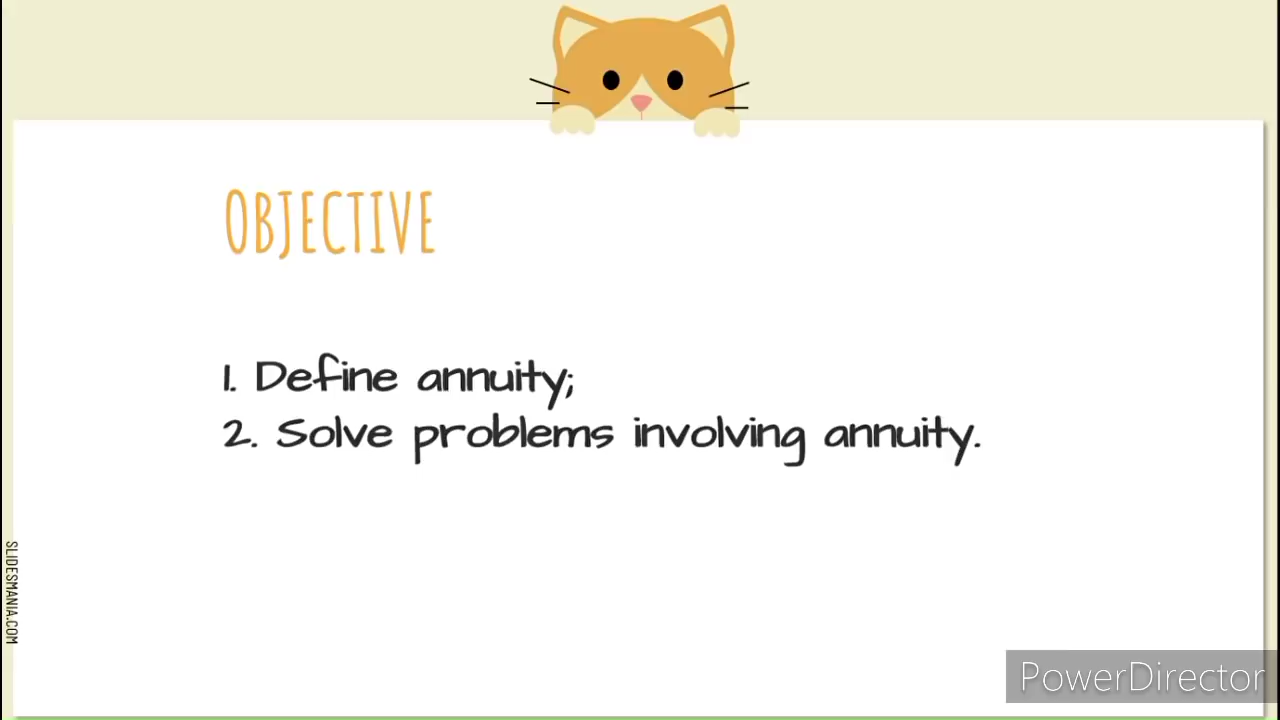 OBJECTIVE
1. Define annuity;
2. Solve problems involving annuity.
SLIDESMANIA.COM
PowerDirector